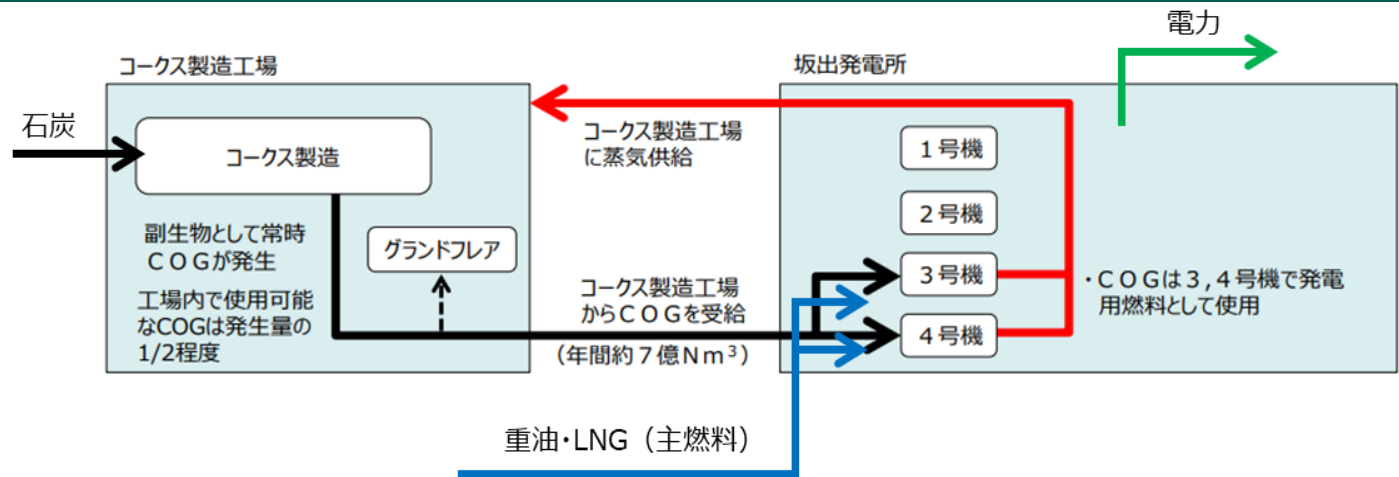 電力
コークス製造工場
坂出発電所
石炭
コークス製造
コークス製造工場
に蒸気供給
1号機
2号機
副生物として常時
COGが発生
グランドフレア
3号機
工場内で使用可能
なCOGは発生量の
1/2程度
コークス製造工場
からCOGを受給
(年間約7億Nm³)
4号機
・COGは3,4号機で発電
用燃料として使用
重油・LNG(主燃料)